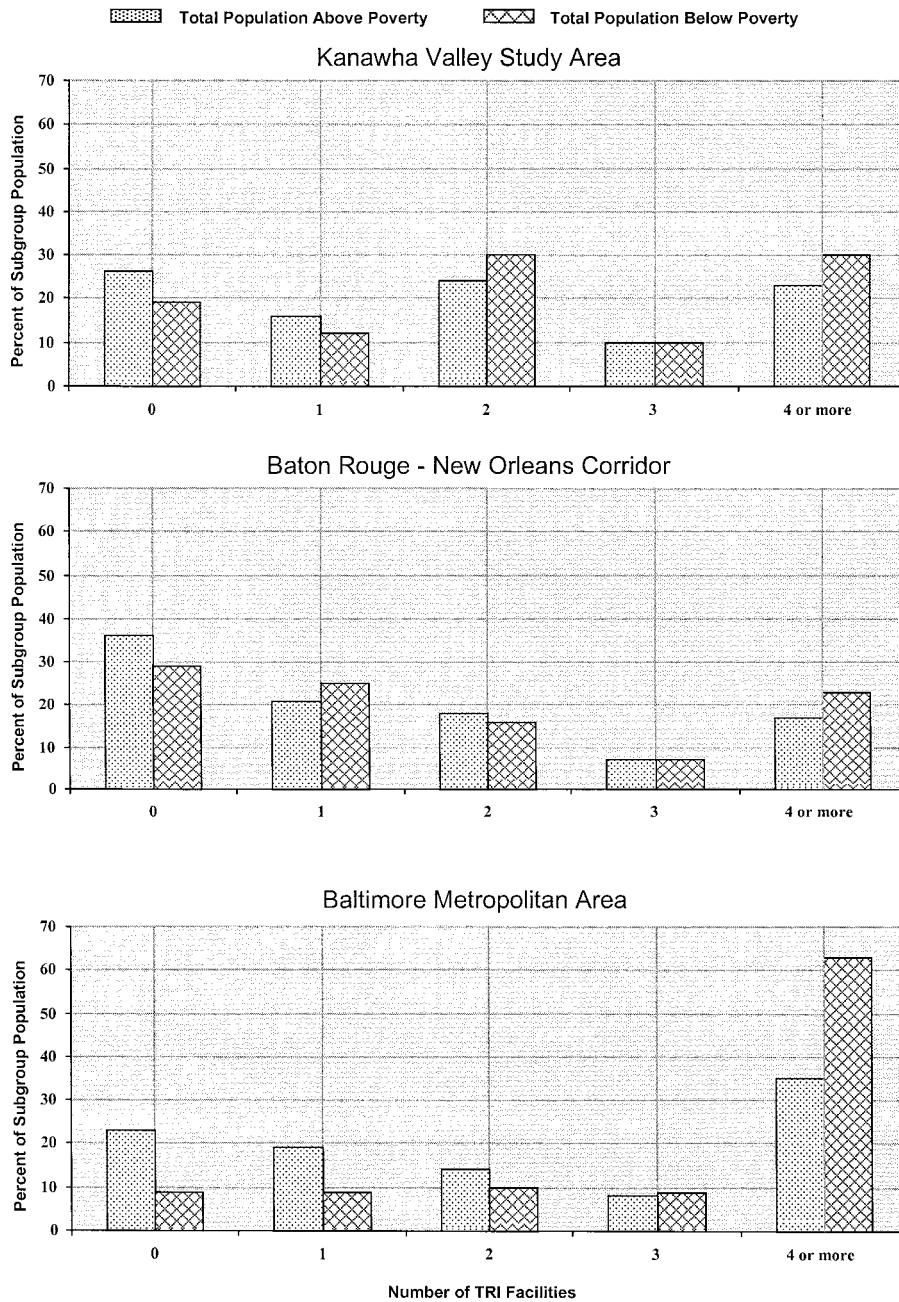 Total Population Above Poverty Total Population Below Poverty
Kanawha Valley Study Area
Percent of Subgroup Population
70
60
50
40
30
20
10
0
0 1 2 3 4 or more
Baton Rouge - New Orleans Corridor
Percent of Subgroup Population
70
60
50
40
30
20
10
0
0 1 2 3 4 or more
Baltimore Metropolitan Area
Percent of Subgroup Population
70
60
50
40
30
20
10
0
0 1 2 3 4 or more
Number of TRI Facilities